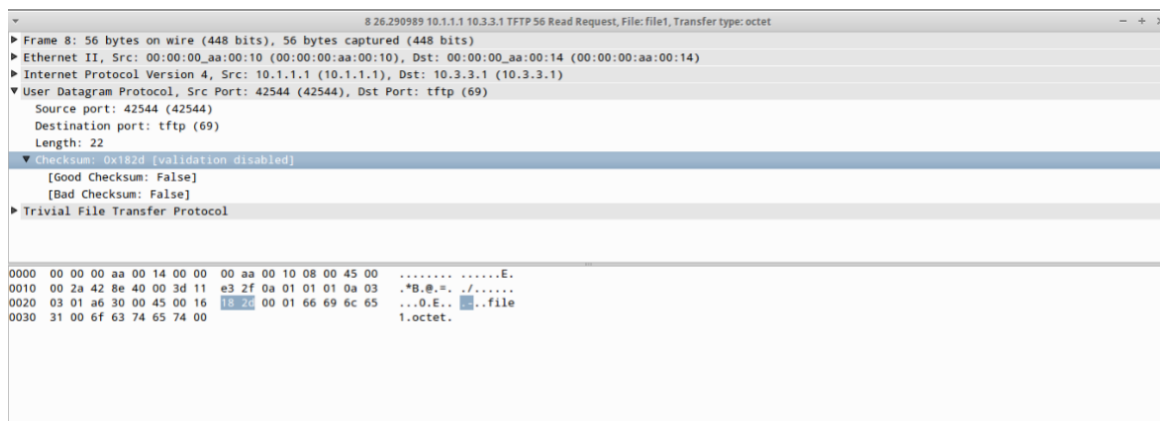 8 26.290989 10.1.1.1 10.3.3.1 TFTP 56 Read Request, File: file1, Transfer type: octet
Frame 8: 56 bytes on wire (448 bits), 56 bytes captured (448 bits)
Ethernet II, Src: 00:00:00_aa:00:10 (00:00:00:aa:00:10), Dst: 00:00:00_aa:00:14 (00:00:00:aa:00:14)
Internet Protocol Version 4, Src: 10.1.1.1 (10.1.1.1), Dst: 10.3.3.1 (10.3.3.1)
User Datagram Protocol, Src Port: 42544 (42544), Dst Port: tftp (69)
Source port: 42544 (42544)
Destination port: tftp (69)
Length: 22
Checksum: 0x182d [validation disabled]
[Good Checksum: False]
[Bad Checksum: False]
Trivial File Transfer Protocol
0000 00 00 00 aa 00 14 00 00 00 aa 00 10 08 00 45 00 ........ ......E.
0010 00 2a 42 8e 40 00 3d 11 e3 2f 0a 01 01 01 0a 03 .*B.@.=. ./......
0020 03 01 a6 30 00 45 00 16 18 2d 00 01 66 69 6c 65 ...0.E.. .-..file
0030 31 00 6f 63 74 65 74 00 1.octet.